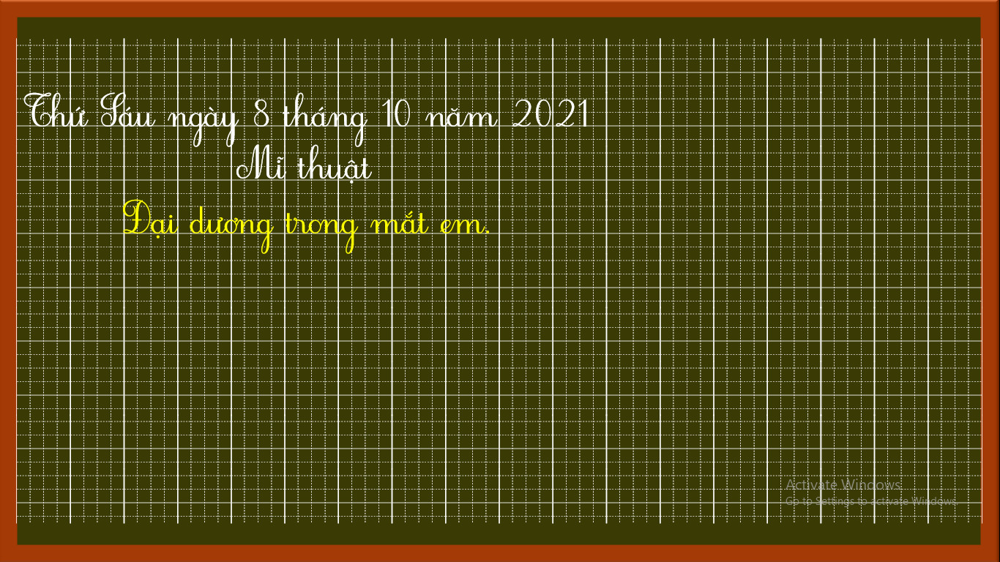 Thứ Sáu ngày 8 tháng 10 năm 2021
Mĩ thuật
Đại dương trong mắt em.
Activate Windows
Go to Settings to activate Windows.